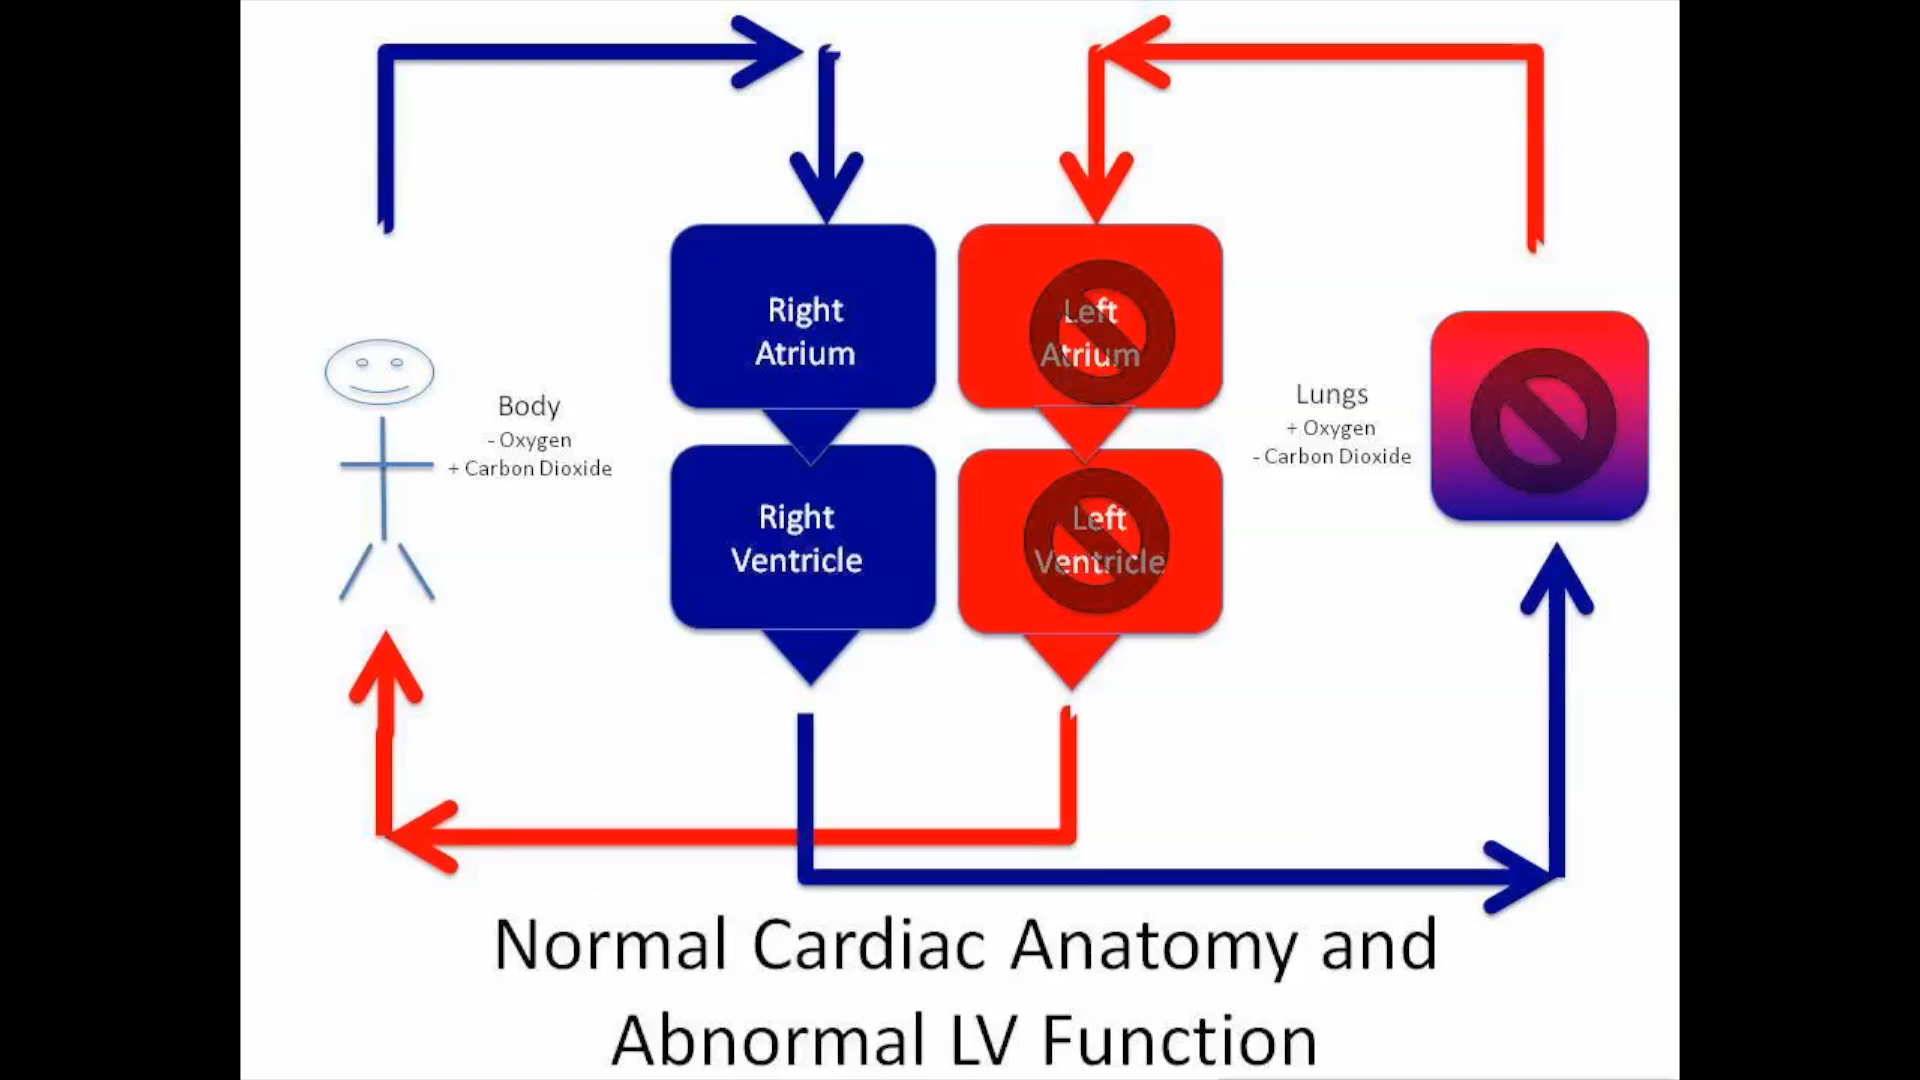 Right
Atrium
Left
Atrium
Body
- Oxygen
+ Carbon Dioxide
Lungs
+ Oxygen
- Carbon Dioxide
Right
Ventricle
Left
Ventricle
Normal Cardiac Anatomy and
Abnormal LV Function